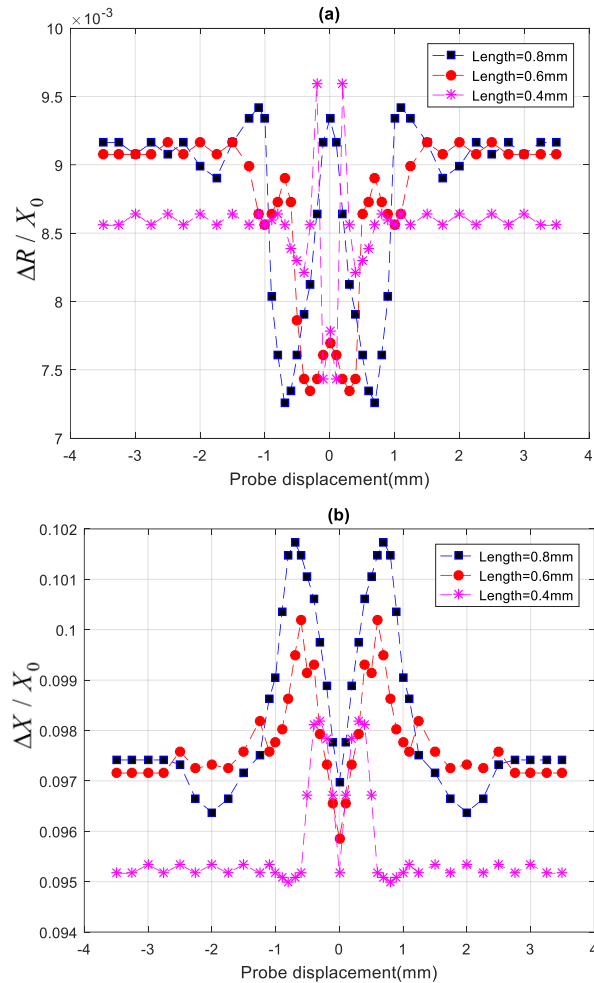 (a)
×10⁻³
10
9.5
9
8.5
8
7.5
7
ΔR / X₀
Length=0.8mm
Length=0.6mm
Length=0.4mm
-4 -3 -2 -1 0 1 2 3 4
Probe displacement(mm)
(b)
0.102
0.101
0.1
0.099
0.098
0.097
0.096
0.095
0.094
ΔX / X₀
Length=0.8mm
Length=0.6mm
Length=0.4mm
-4 -3 -2 -1 0 1 2 3 4
Probe displacement(mm)